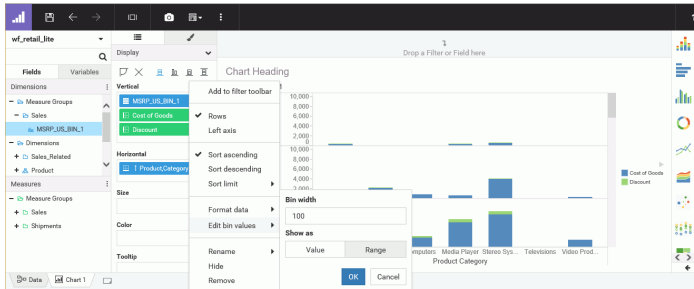 wf_retail_lite
Fields
Variables
Dimensions
Measure Groups
Sales
MSRP_US_BIN_1
Dimensions
Sales_Related
Product
Measures
Measure Groups
Sales
Shipments
Data
Chart 1
Display
Vertical
MSRP_US_BIN_1
Cost of Goods
Discount
Horizontal
Product,Category
Size
Color
Tooltip
Add to filter toolbar
Rows
Left axis
Sort ascending
Sort descending
Sort limit
Format data
Edit bin values
Rename
Hide
Remove
Bin width
100
Show as
Value
Range
OK
Cancel
Drop a Filter or Field here
Chart Heading
10,000
8,000
6,000
4,000
2,000
0
10,000
8,000
6,000
4,000
2,000
Media Player
Stereo Sys...
Televisions
Video Prod...
Product Category
Cost of Goods
Discount